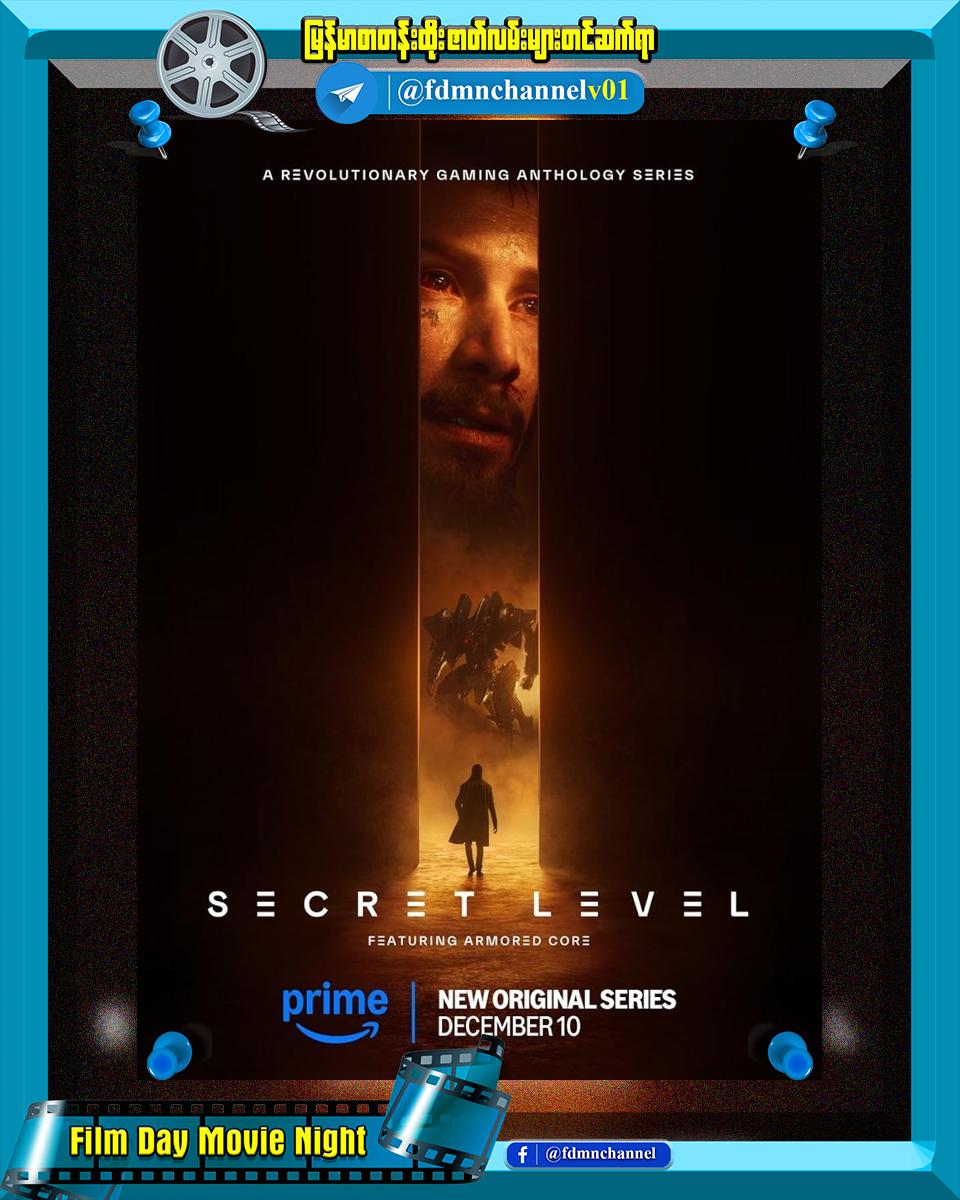 မြန်မာစာတန်းထိုးဇာတ်လမ်းများတင်ဆက်ရာ
@fdmnchannelv01
A REVOLUTIONARY GAMING ANTHOLOGY SERIES
SECRET LEVEL
FEATURING ARMORED CORE
prime
NEW ORIGINAL SERIES
DECEMBER 10
Film Day Movie Night
@fdmnchannel